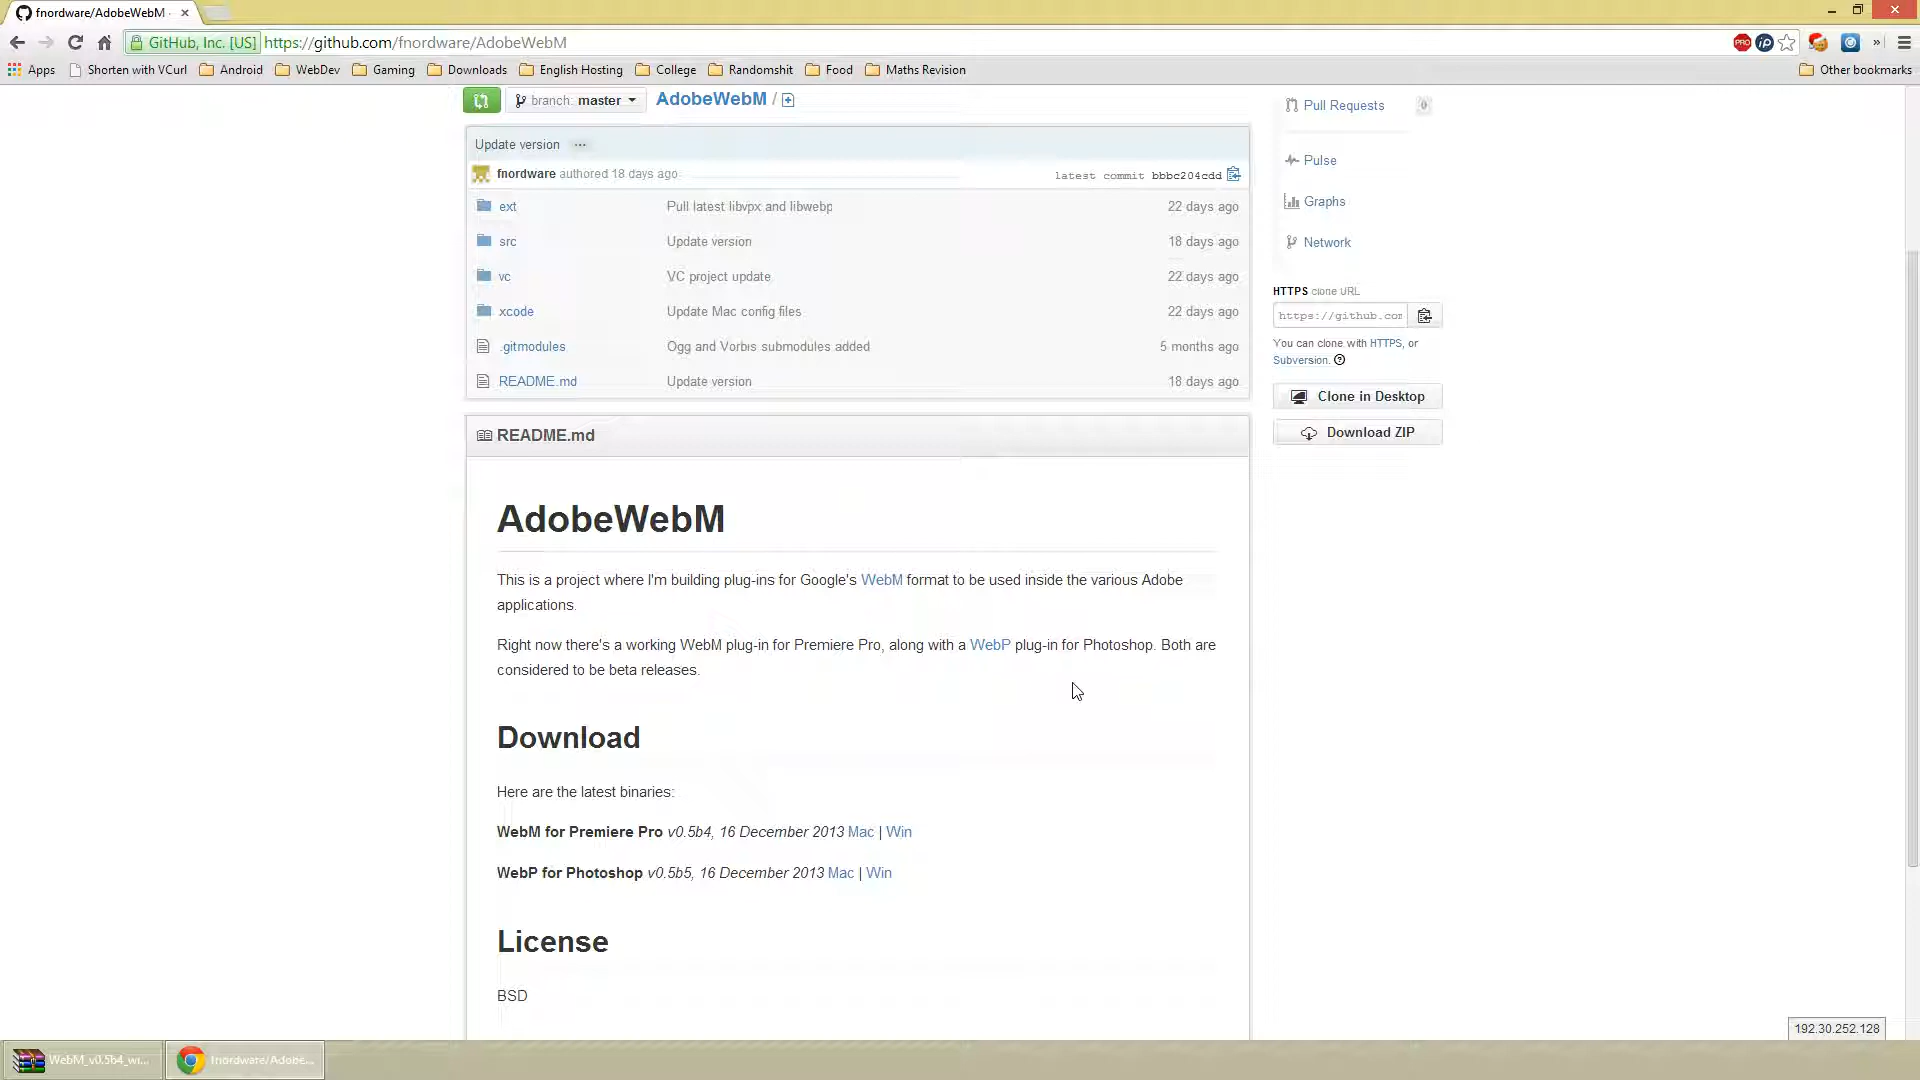 fnordware/AdobeWebM
GitHub, Inc. [US] https://github.com/fnordware/AdobeWebM
Apps Shorten with VCurl Android WebDev Gaming Downloads English Hosting College Randomshit Food Maths Revision Other bookmarks
branch: master AdobeWebM /
Pull Requests 0
Update version ...
fnordware authored 18 days ago latest commit bbbc204cdd
Pulse
ext Pull latest libvpx and libwebp 22 days ago
Graphs
src Update version 18 days ago
Network
vc VC project update 22 days ago
HTTPS clone URL
xcode Update Mac config files 22 days ago
https://github.com
.gitmodules Ogg and Vorbis submodules added 5 months ago
You can clone with HTTPS, or
Subversion.
README.md Update version 18 days ago
Clone in Desktop
Download ZIP
README.md
AdobeWebM
This is a project where I'm building plug-ins for Google's WebM format to be used inside the various Adobe
applications.
Right now there's a working WebM plug-in for Premiere Pro, along with a WebP plug-in for Photoshop. Both are
considered to be beta releases.
Download
Here are the latest binaries:
WebM for Premiere Pro v0.5b4, 16 December 2013 Mac | Win
WebP for Photoshop v0.5b5, 16 December 2013 Mac | Win
License
BSD
192.30.252.128
WebM_v0.5b4_wi... fnordware/Adobe...